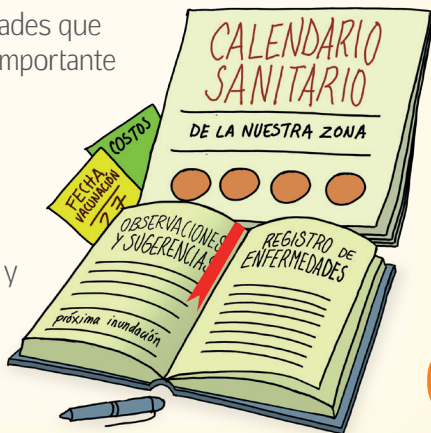 ades que
mportante
y
CALENDARIO
SANITARIO
DE LA NUESTRA ZONA
COSTOS
FECHA
VACUNACIÓN
27
OBSERVACIONES
Y SUGERENCIAS
próxima inundación
REGISTRO DE
ENFERMEDADES